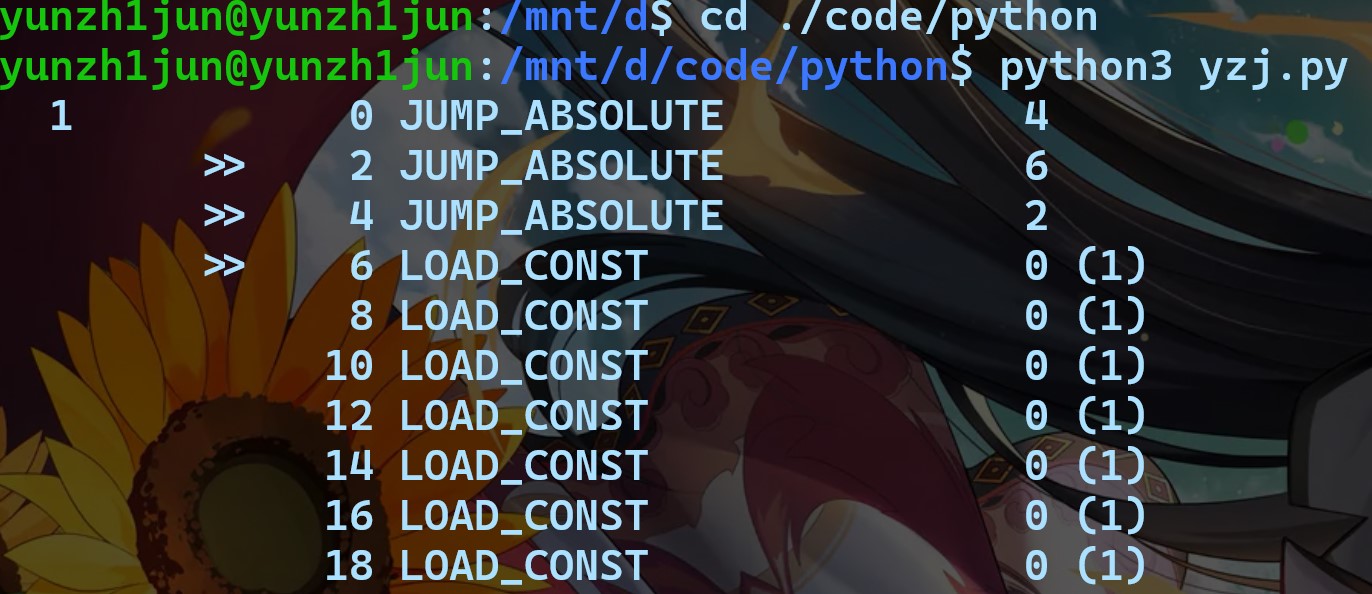 yunzh1jun@yunzh1jun:/mnt/d$ cd ./code/python
yunzh1jun@yunzh1jun:/mnt/d/code/python$ python3 yzj.py
1 0 JUMP_ABSOLUTE 4
>> 2 JUMP_ABSOLUTE 6
>> 4 JUMP_ABSOLUTE 2
>> 6 LOAD_CONST 0 (1)
8 LOAD_CONST 0 (1)
10 LOAD_CONST 0 (1)
12 LOAD_CONST 0 (1)
14 LOAD_CONST 0 (1)
16 LOAD_CONST 0 (1)
18 LOAD_CONST 0 (1)